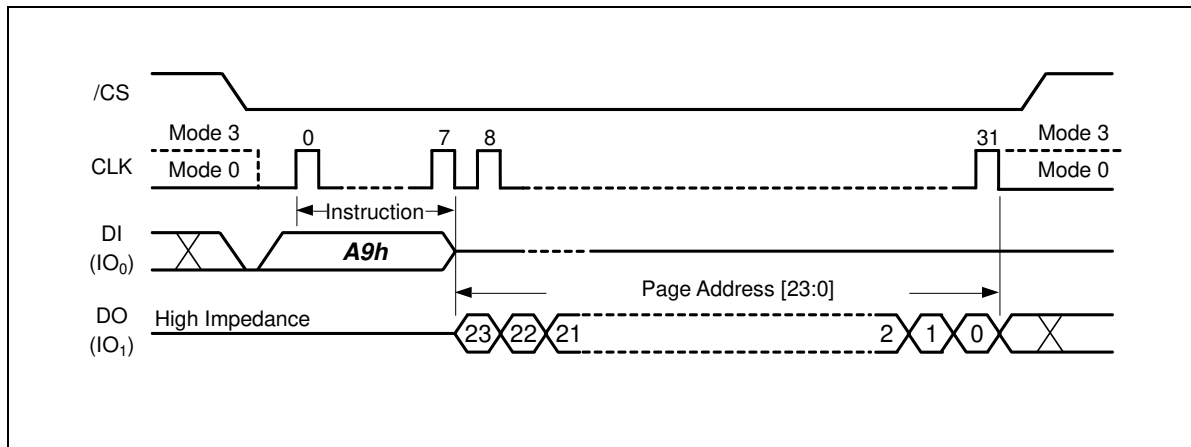 /CS
Mode 3
0
7
8
31
Mode 3
CLK
Mode 0
Mode 0
Instruction
DI
(IO₀)
A9h
Page Address [23:0]
DO
(IO₁)
High Impedance
23
22
21
2
1
0